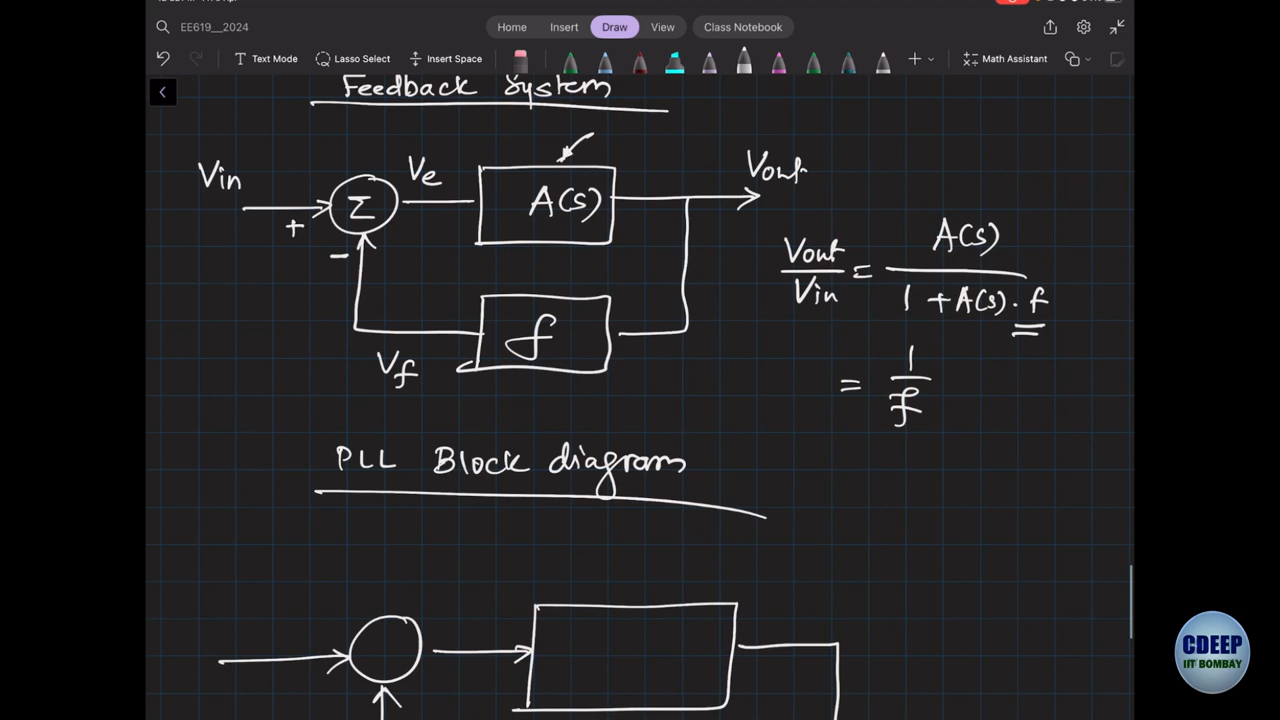 EE619__2024
Home Insert Draw View Class Notebook
Text Mode Lasso Select Insert Space Math Assistant
Feedback System
Vin + - Σ Ve A(s) Vout
Vf f
Vout/Vin = A(s)/(1 + A(s) . f
= 1/f
PLL Block diagram
CDEEP
IIT BOMBAY